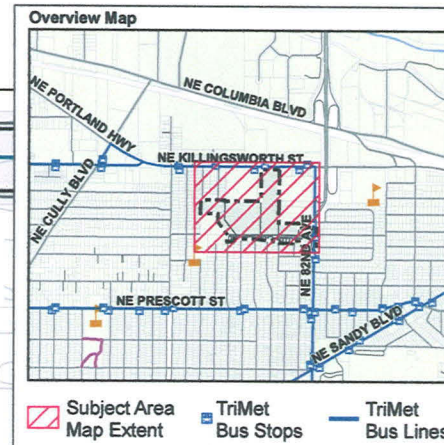 Overview Map
NE COLUMBIA BLVD
NE PORTLAND HWY
NE KILLINGSWORTH ST
NE CULLY BLVD
NE 82ND AVE
NE PRESCOTT ST
NE SANDY BLVD
Subject Area
Map Extent
TriMet
Bus Stops
TriMet
Bus Lines